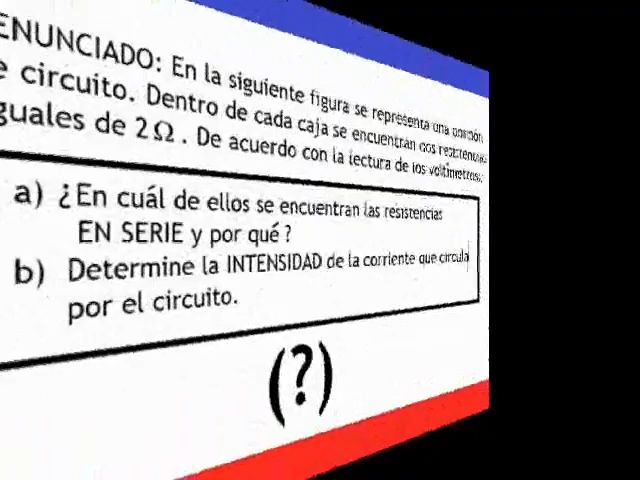 ENUNCIADO: En la siguiente figura se representa una porción
e circuito. Dentro de cada caja se encuentran dos resistencias
guales de 2 Ω . De acuerdo con la lectura de los voltímetros,
a) ¿En cuál de ellos se encuentran las resistencias
EN SERIE y por qué ?
b) Determine la INTENSIDAD de la corriente que circula
por el circuito.
(?)